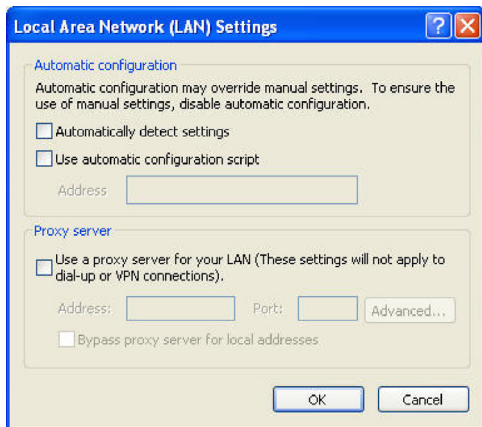 Local Area Network (LAN) Settings
Automatic configuration
Automatic configuration may override manual settings. To ensure the
use of manual settings, disable automatic configuration.
Automatically detect settings
Use automatic configuration script
Address
Proxy server
Use a proxy server for your LAN (These settings will not apply to
dial-up or VPN connections).
Address: Port: Advanced...
Bypass proxy server for local addresses
OK Cancel